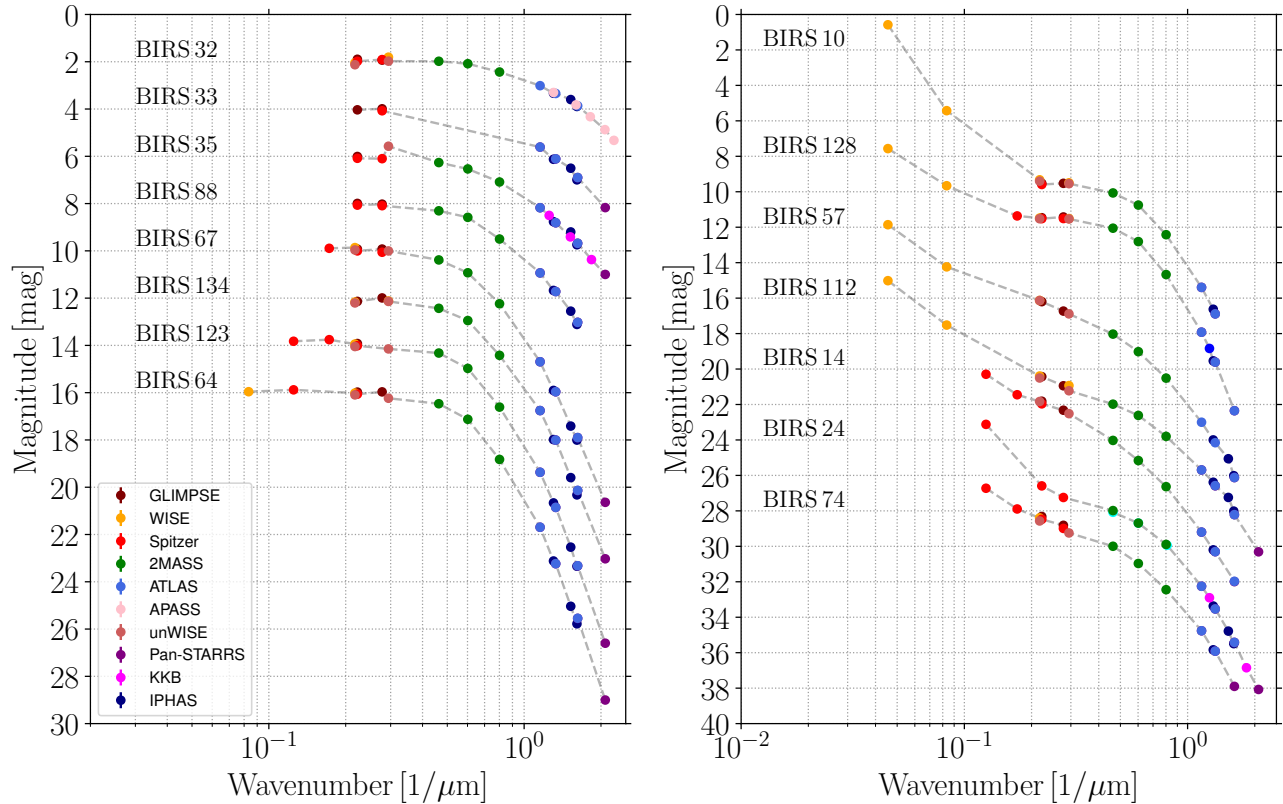 0
2
4
6
8
10
12
14
16
18
20
22
24
26
28
30
Magnitude [mag]
BIRS 32
BIRS 33
BIRS 35
BIRS 88
BIRS 67
BIRS 134
BIRS 123
BIRS 64
GLIMPSE
WISE
Spitzer
2MASS
ATLAS
APASS
unWISE
Pan-STARRS
KKB
IPHAS
10⁻¹
10⁰
Wavenumber [1/μm]
0
2
4
6
8
10
12
14
16
18
20
22
24
26
28
30
32
34
36
38
40
Magnitude [mag]
BIRS 10
BIRS 128
BIRS 57
BIRS 112
BIRS 14
BIRS 24
BIRS 74
10⁻²
10⁻¹
10⁰
Wavenumber [1/μm]